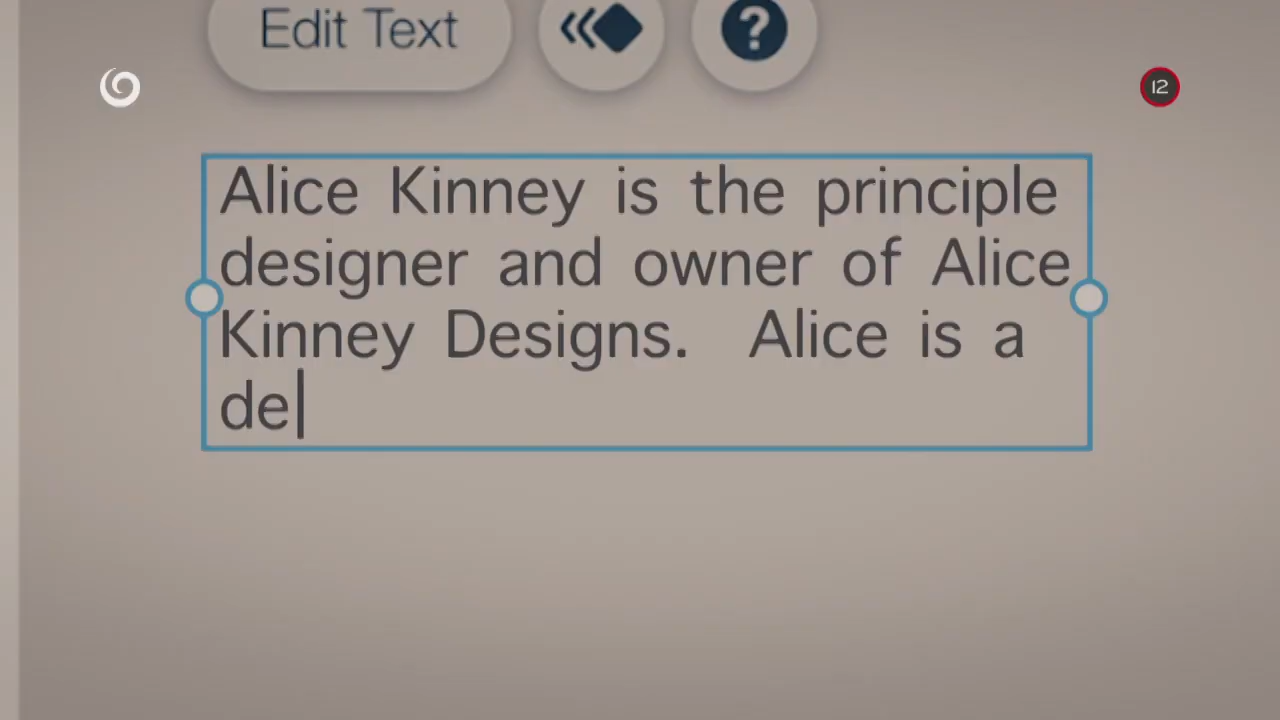 Edit Text
?
12
Alice Kinney is the principle
designer and owner of Alice
Kinney Designs.  Alice is a
de